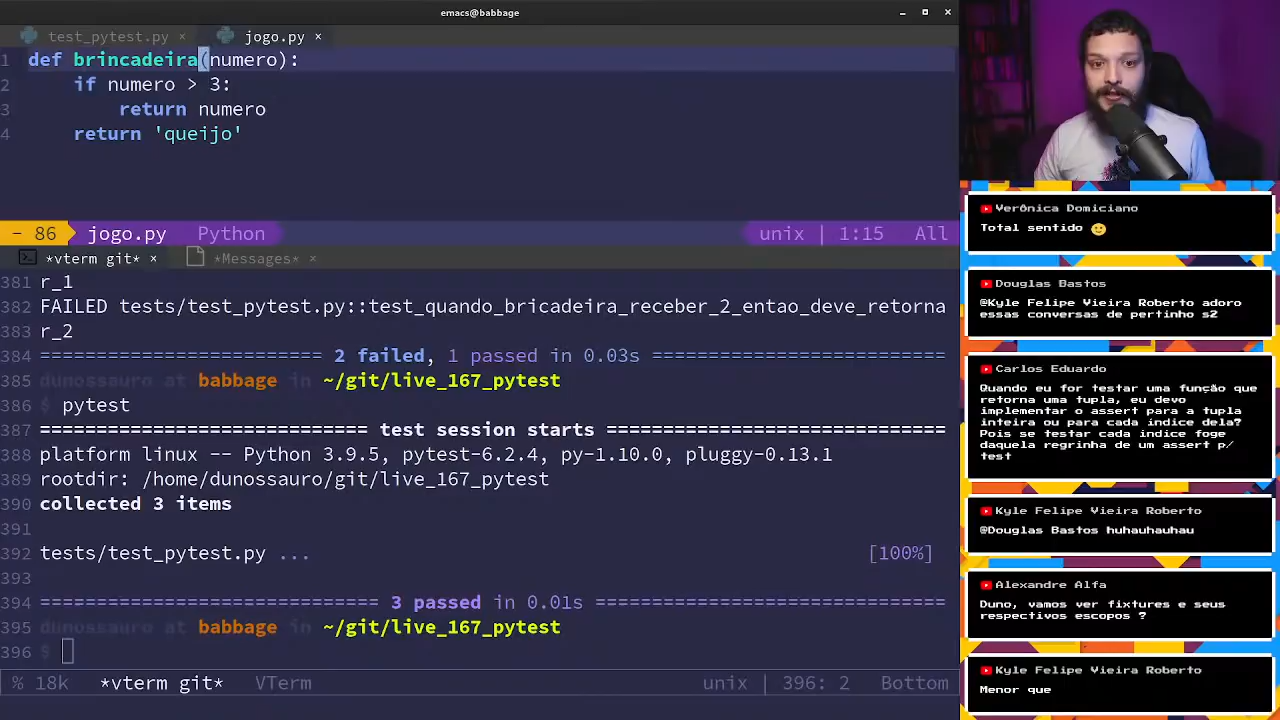 emacs@babbage
test_pytest.py × jogo.py ×
1 def brincadeira(numero):
2 if numero > 3:
3 return numero
4 return 'queijo'
- 86 jogo.py Python unix | 1:15 All
*vterm git* × *Messages* ×
381 r_1
382 FAILED tests/test_pytest.py::test_quando_bricadeira_receber_2_entao_deve_retorna
383 r_2
384 ======================== 2 failed, 1 passed in 0.03s =========================
385 dunossauro at babbage in ~/git/live_167_pytest
386 $ pytest
387 ============================ test session starts =============================
388 platform linux -- Python 3.9.5, pytest-6.2.4, py-1.10.0, pluggy-0.13.1
389 rootdir: /home/dunossauro/git/live_167_pytest
390 collected 3 items
391
392 tests/test_pytest.py ... [100%]
393
394 ============================= 3 passed in 0.01s ==============================
395 dunossauro at babbage in ~/git/live_167_pytest
396 $
% 18k *vterm git* VTerm unix | 396: 2 Bottom
Verônica Domiciano
Total sentido 🙂
Douglas Bastos
@Kyle Felipe Vieira Roberto adoro
essas conversas de pertinho s2
Carlos Eduardo
Quando eu for testar uma função que
retorna uma tupla, eu devo
implementar o assert para a tupla
inteira ou para cada indice dela?
Pois se testar cada indice foge
daquela regrinha de um assert p/
test
Kyle Felipe Vieira Roberto
@Douglas Bastos huhauhauhau
Alexandre Alfa
Duno, vamos ver fixtures e seus
respectivos escopos ?
Kyle Felipe Vieira Roberto
Menor que